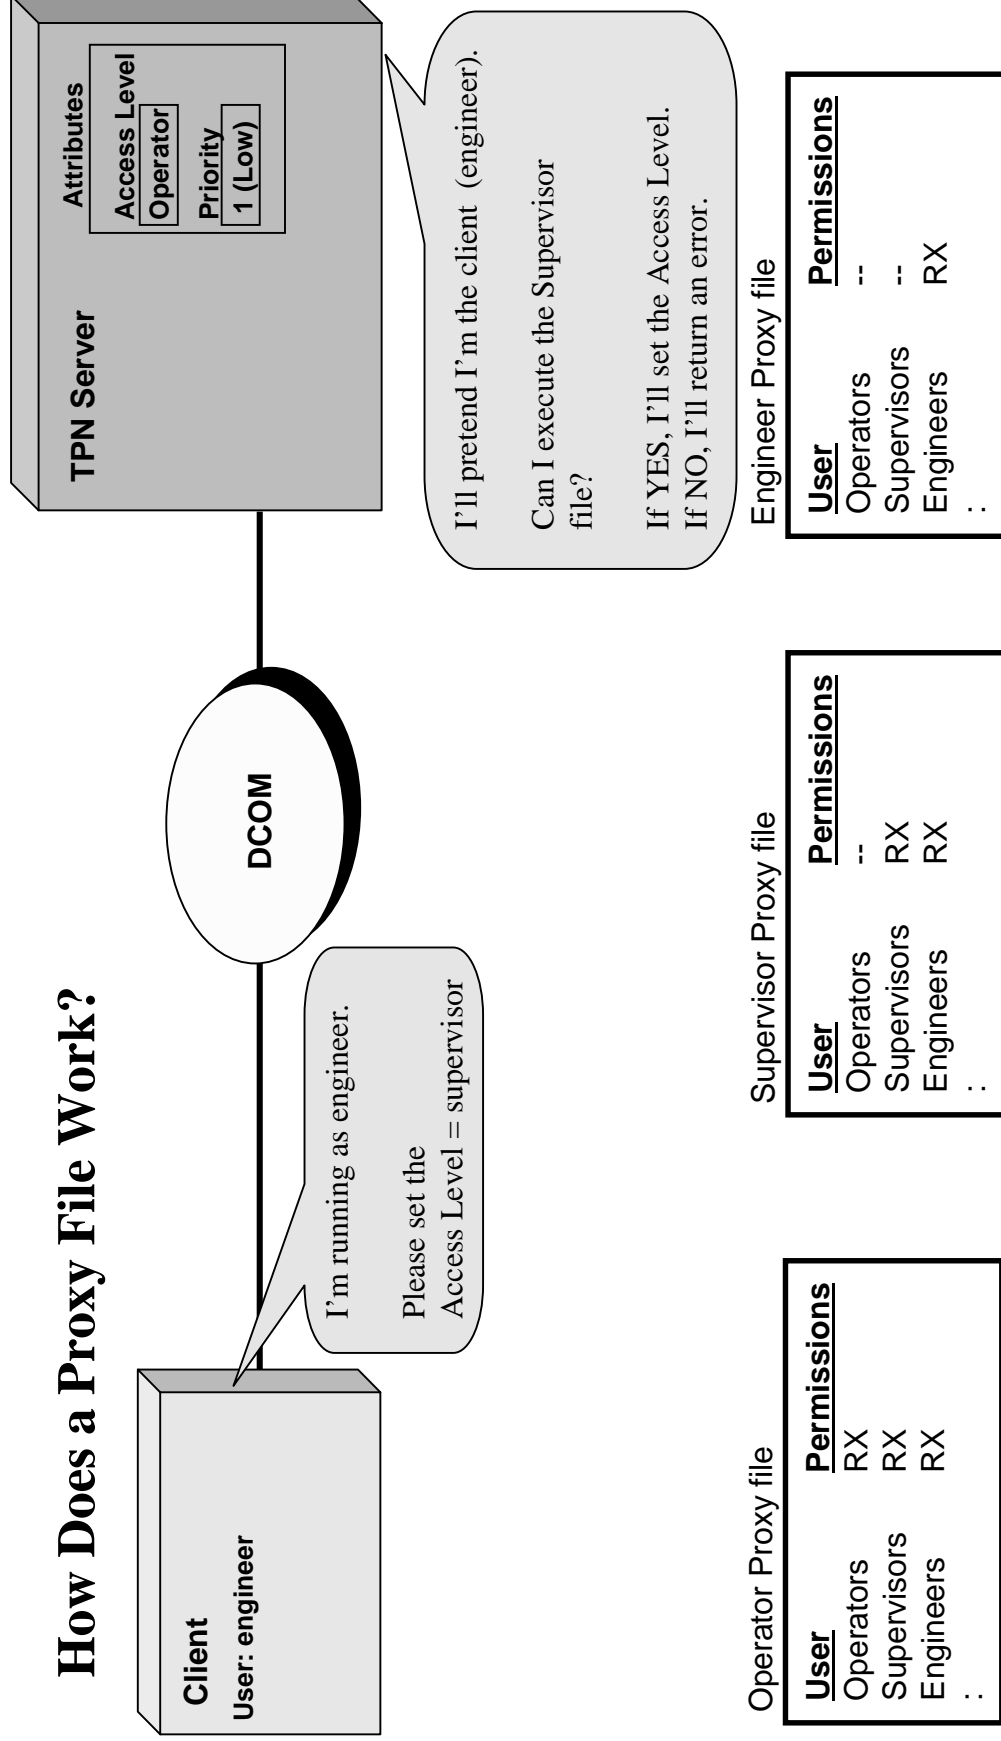 How Does a Proxy File Work?
Client
User: engineer
I'm running as engineer.
Please set the
Access Level = supervisor
DCOM
TPN Server
Attributes
Access Level
Operator
Priority
1 (Low)
I'll pretend I'm the client (engineer).
Can I execute the Supervisor
file?
If YES, I'll set the Access Level.
If NO, I'll return an error.
Operator Proxy file
User Permissions
Operators RX
Supervisors RX
Engineers RX
:
Supervisor Proxy file
User Permissions
Operators --
Supervisors RX
Engineers RX
:
Engineer Proxy file
User Permissions
Operators --
Supervisors --
Engineers RX
: